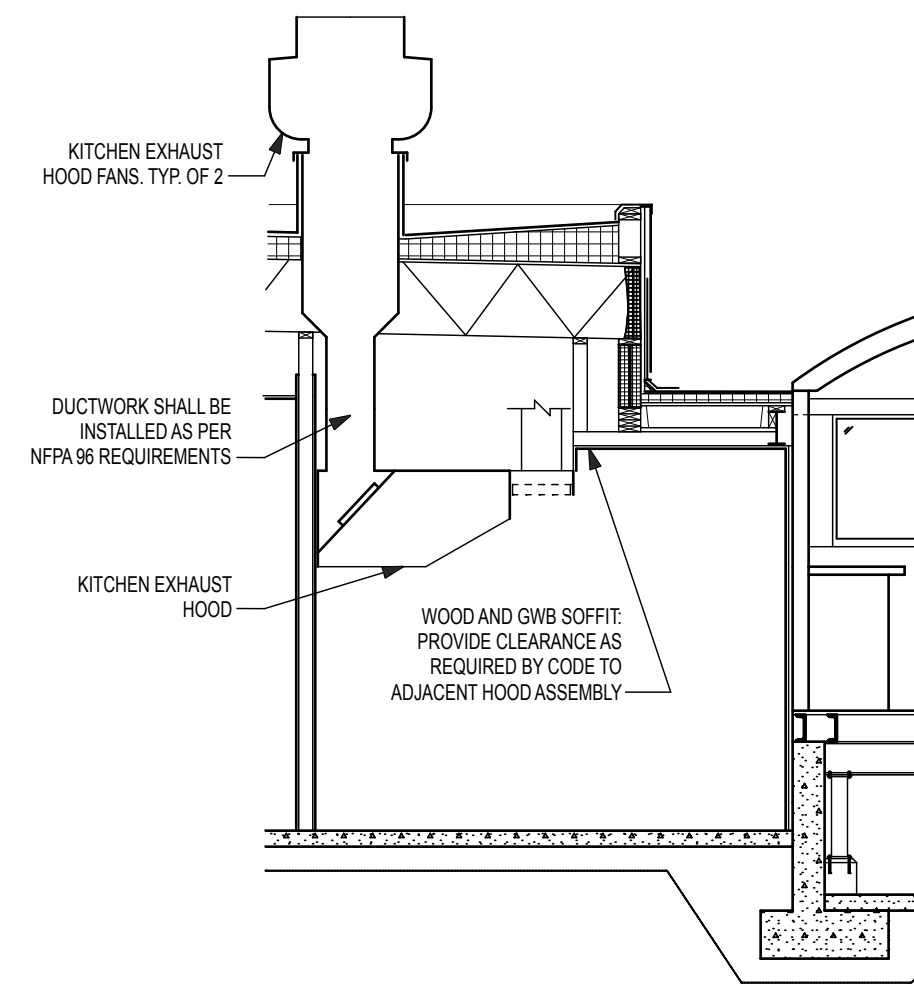 KITCHEN EXHAUST
HOOD FANS. TYP. OF 2
DUCTWORK SHALL BE
INSTALLED AS PER
NFPA 96 REQUIREMENTS
KITCHEN EXHAUST
HOOD
WOOD AND GWB SOFFIT:
PROVIDE CLEARANCE AS
REQUIRED BY CODE TO
ADJACENT HOOD ASSEMBLY